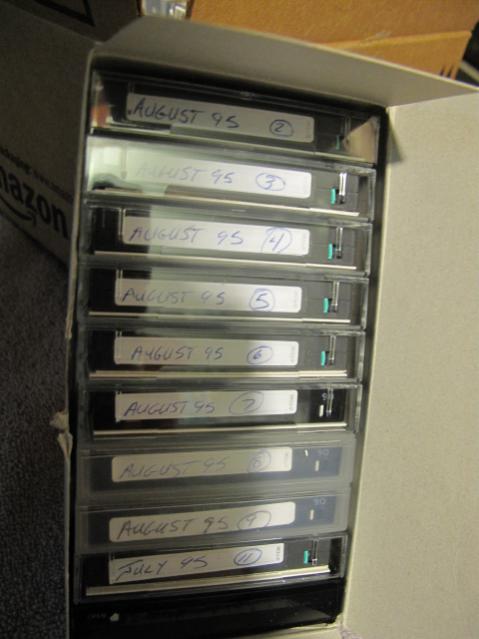 AUGUST 95 2
AUGUST 95 3
AUGUST 95 4
AUGUST 95 5
AUGUST 95 6
AUGUST 95 7
AUGUST 95 8
AUGUST 95 9
JULY 95 11
mazon